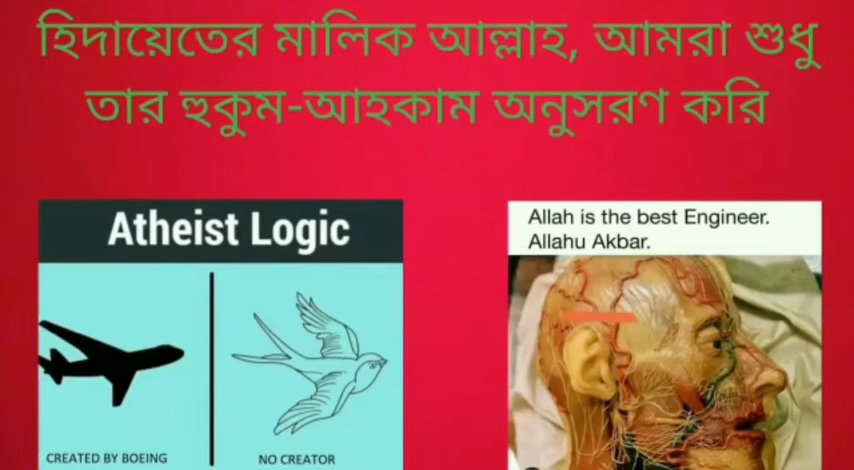 হিদায়েতের মালিক আল্লাহ, আমরা শুধু
তার হুকুম-আহকাম অনুসরণ করি
Atheist Logic
CREATED BY BOEING
NO CREATOR
Allah is the best Engineer.
Allahu Akbar.